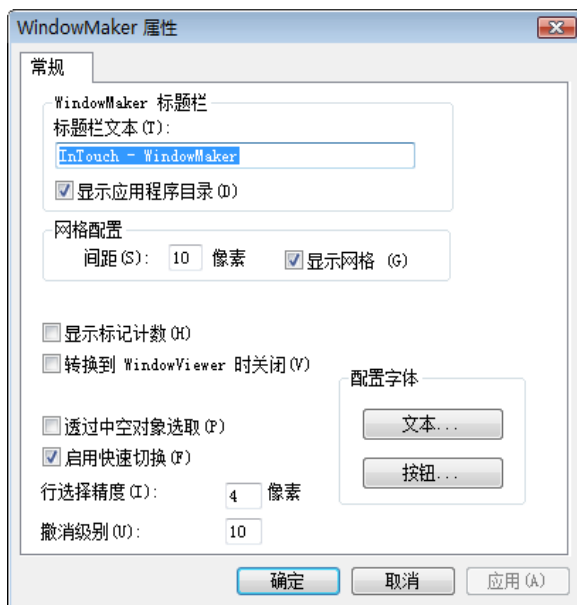 WindowMaker 属性
常规
WindowMaker 标题栏
标题栏文本(T):
InTouch - WindowMaker
显示应用程序目录(D)
网格配置
间距(S): 10 像素 显示网格 (G)
显示标记计数(H)
转换到 WindowViewer 时关闭(V)
配置字体
透过中空对象选取(P)
文本...
启用快速切换(F)
按钮...
行选择精度(I): 4 像素
撤消级别(U): 10
确定 取消 应用(A)